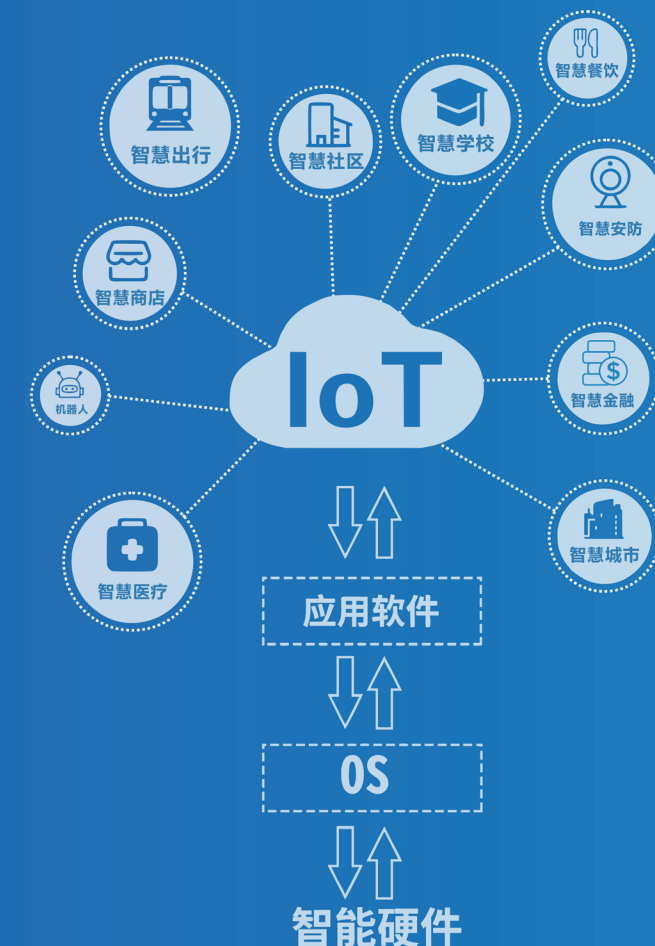 智慧餐饮
智慧出行
智慧社区
智慧学校
智慧安防
智慧商店
IoT
智慧金融
机器人
智慧城市
智慧医疗
应用软件
OS
智能硬件